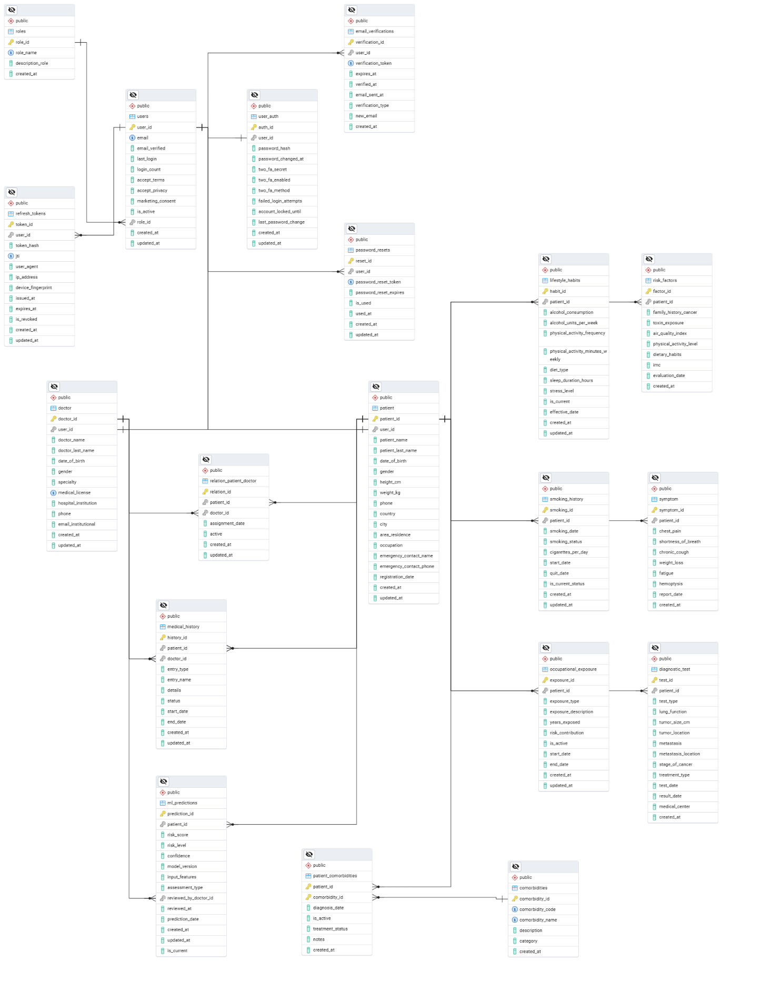 public
roles
role_id
role_name
description_role
created_at
public
email_verifications
verification_id
user_id
verification_token
expires_at
verified_at
email_sent_at
verification_type
new_email
created_at
public
users
user_id
email
email_verified
last_login
login_count
accept_terms
accept_privacy
marketing_consent
is_active
role_id
created_at
updated_at
public
user_auth
auth_id
user_id
password_hash
password_changed_at
two_fa_secret
two_fa_enabled
two_fa_method
failed_login_attempts
account_locked_until
last_password_change
created_at
updated_at
public
refresh_tokens
token_id
user_id
token_hash
jti
user_agent
ip_address
device_fingerprint
issued_at
expires_at
is_revoked
created_at
updated_at
public
password_resets
reset_id
user_id
password_reset_token
password_reset_expires
is_used
used_at
created_at
updated_at
public
lifestyle_habits
habit_id
patient_id
alcohol_consumption
alcohol_units_per_week
physical_activity_frequency
physical_activity_minutes_w
eekly
diet_type
sleep_duration_hours
stress_level
is_current
effective_date
created_at
updated_at
public
risk_factors
factor_id
patient_id
family_history_cancer
toxin_exposure
air_quality_index
physical_activity_level
dietary_habits
imc
evaluation_date
created_at
public
doctor
doctor_id
user_id
doctor_name
doctor_last_name
date_of_birth
gender
specialty
medical_license
hospital_institution
phone
email_institutional
created_at
updated_at
public
patient
patient_id
user_id
patient_name
patient_last_name
date_of_birth
gender
height_cm
weight_kg
phone
country
city
area_residence
occupation
emergency_contact_name
emergency_contact_phone
registration_date
created_at
updated_at
public
relation_patient_doctor
relation_id
patient_id
doctor_id
assignment_date
active
created_at
updated_at
public
smoking_history
smoking_id
patient_id
smoking_date
smoking_status
cigarettes_per_day
start_date
quit_date
is_current_status
created_at
updated_at
public
symptom
symptom_id
patient_id
chest_pain
shortness_of_breath
chronic_cough
weight_loss
fatigue
hemoptysis
report_date
created_at
public
medical_history
history_id
patient_id
doctor_id
entry_type
entry_name
details
status
start_date
end_date
created_at
updated_at
public
occupational_exposure
exposure_id
patient_id
exposure_type
exposure_description
years_exposed
risk_contribution
is_active
start_date
end_date
created_at
updated_at
public
diagnostic_test
test_id
patient_id
test_type
lung_function
tumor_size_cm
tumor_location
metastasis
metastasis_location
stage_of_cancer
treatment_type
test_date
result_date
medical_center
created_at
public
ml_predictions
prediction_id
patient_id
risk_score
risk_level
confidence
model_version
input_features
assessment_type
reviewed_by_doctor_id
reviewed_at
prediction_date
created_at
updated_at
is_current
public
patient_comorbidities
patient_id
comorbidity_id
diagnosis_date
is_active
treatment_status
notes
created_at
public
comorbidities
comorbidity_id
comorbidity_code
comorbidity_name
description
category
created_at